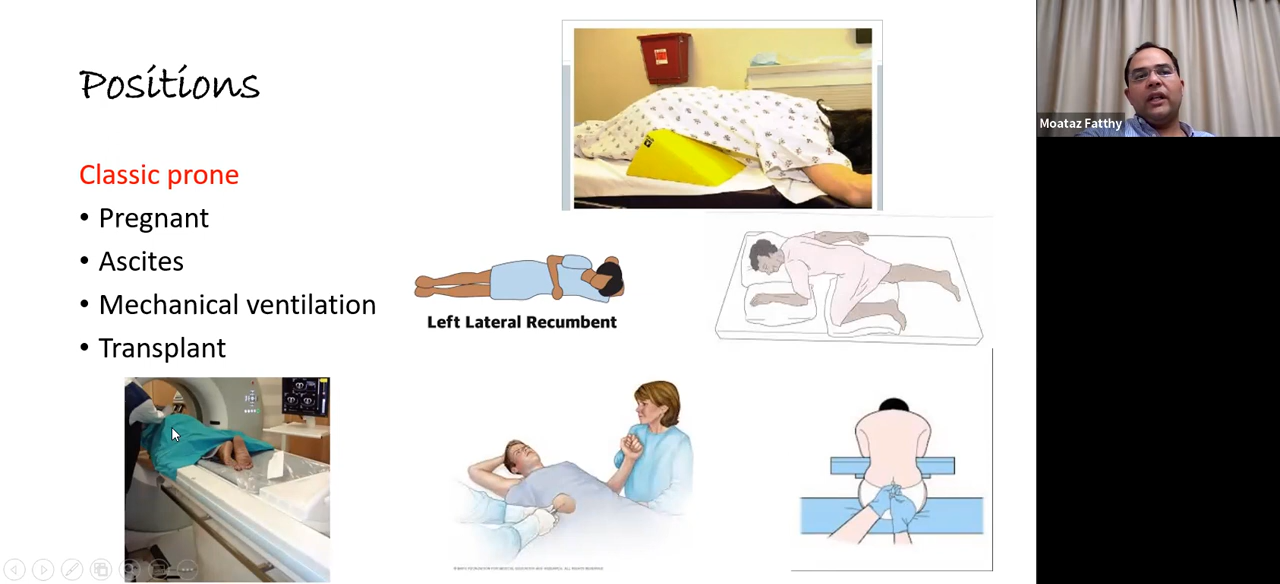 Positions
Classic prone
• Pregnant
• Ascites
• Mechanical ventilation
• Transplant
Left Lateral Recumbent
Moataz Fatthy